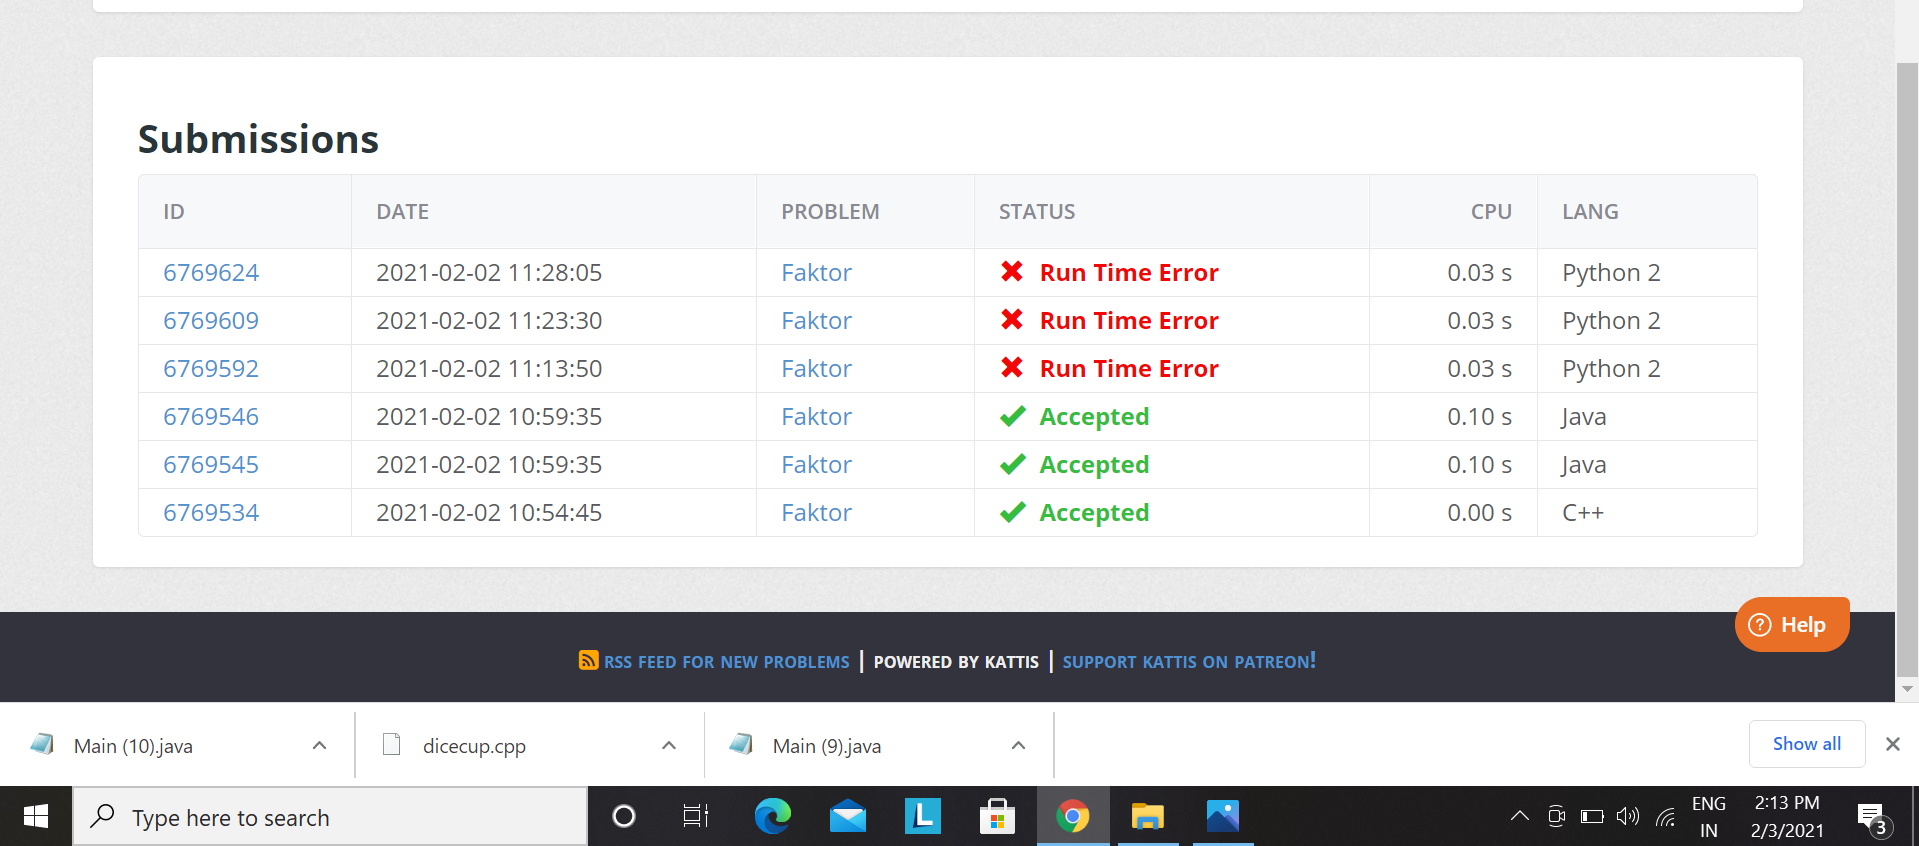 Submissions
ID DATE PROBLEM STATUS CPU LANG
6769624 2021-02-02 11:28:05 Faktor Run Time Error 0.03 s Python 2
6769609 2021-02-02 11:23:30 Faktor Run Time Error 0.03 s Python 2
6769592 2021-02-02 11:13:50 Faktor Run Time Error 0.03 s Python 2
6769546 2021-02-02 10:59:35 Faktor Accepted 0.10 s Java
6769545 2021-02-02 10:59:35 Faktor Accepted 0.10 s Java
6769534 2021-02-02 10:54:45 Faktor Accepted 0.00 s C++
? Help
RSS FEED FOR NEW PROBLEMS | POWERED BY KATTIS | SUPPORT KATTIS ON PATREON!
Main (10).java dicecup.cpp Main (9).java Show all
Type here to search L ENG 2:13 PM
IN 2/3/2021 3